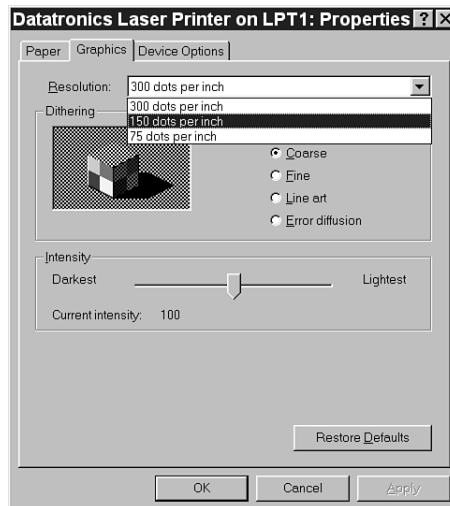 Datatronics Laser Printer on LPT1: Properties ? X
Paper Graphics Device Options
Resolution: 300 dots per inch
300 dots per inch
150 dots per inch
75 dots per inch
Dithering
Coarse
Fine
Line art
Error diffusion
Intensity
Darkest Lightest
Current intensity: 100
Restore Defaults
OK Cancel Apply